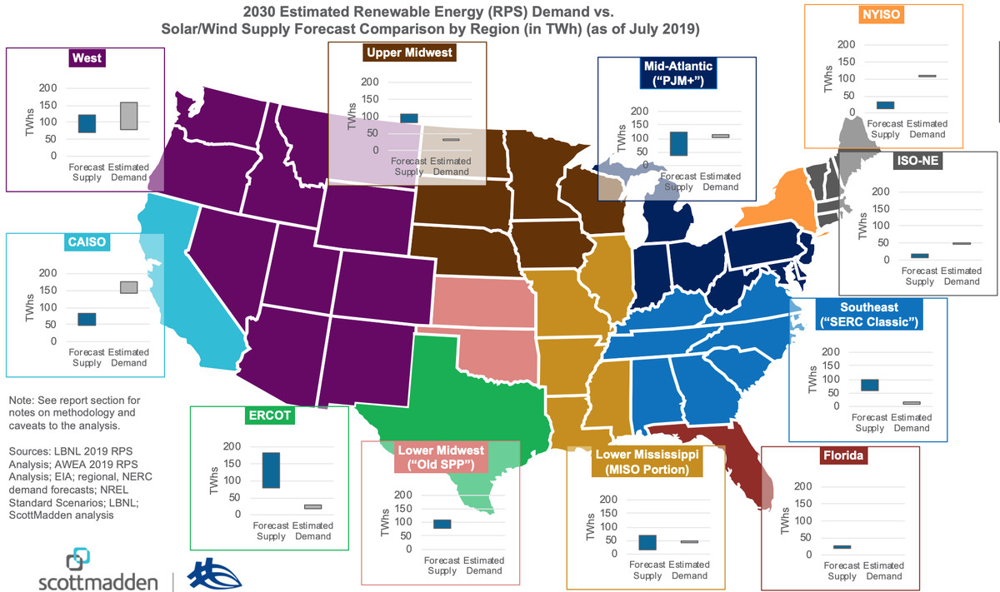 2030 Estimated Renewable Energy (RPS) Demand vs.
Solar/Wind Supply Forecast Comparison by Region (in TWh) (as of July 2019)
West
200
150
100
50
0
TWhs
Forecast Estimated
Supply Demand
Upper Midwest
200
150
100
50
0
TWhs
Forecast Estimated
Supply Demand
Mid-Atlantic
(“PJM+”)
200
150
100
50
0
TWhs
Forecast Estimated
Supply Demand
NYISO
200
150
100
50
0
TWhs
Forecast Estimated
Supply Demand
ISO-NE
200
150
100
50
0
TWhs
Forecast Estimated
Supply Demand
CAISO
200
150
100
50
0
TWhs
Forecast Estimated
Supply Demand
Southeast
(“SERC Classic”)
200
150
100
50
0
TWhs
Forecast Estimated
Supply Demand
Note: See report section for
notes on methodology and
caveats to the analysis.
Sources: LBNL 2019 RPS
Analysis; AWEA 2019 RPS
Analysis; EIA; regional, NERC
demand forecasts; NREL
Standard Scenarios; LBNL;
ScottMadden analysis
ERCOT
200
150
100
50
0
TWhs
Forecast Estimated
Supply Demand
Lower Midwest
(“Old SPP”)
200
150
100
50
0
TWhs
Forecast Estimated
Supply Demand
Lower Mississippi
(MISO Portion)
200
150
100
50
0
TWhs
Forecast Estimated
Supply Demand
Florida
200
150
100
50
0
TWhs
Forecast Estimated
Supply Demand
scottmadden